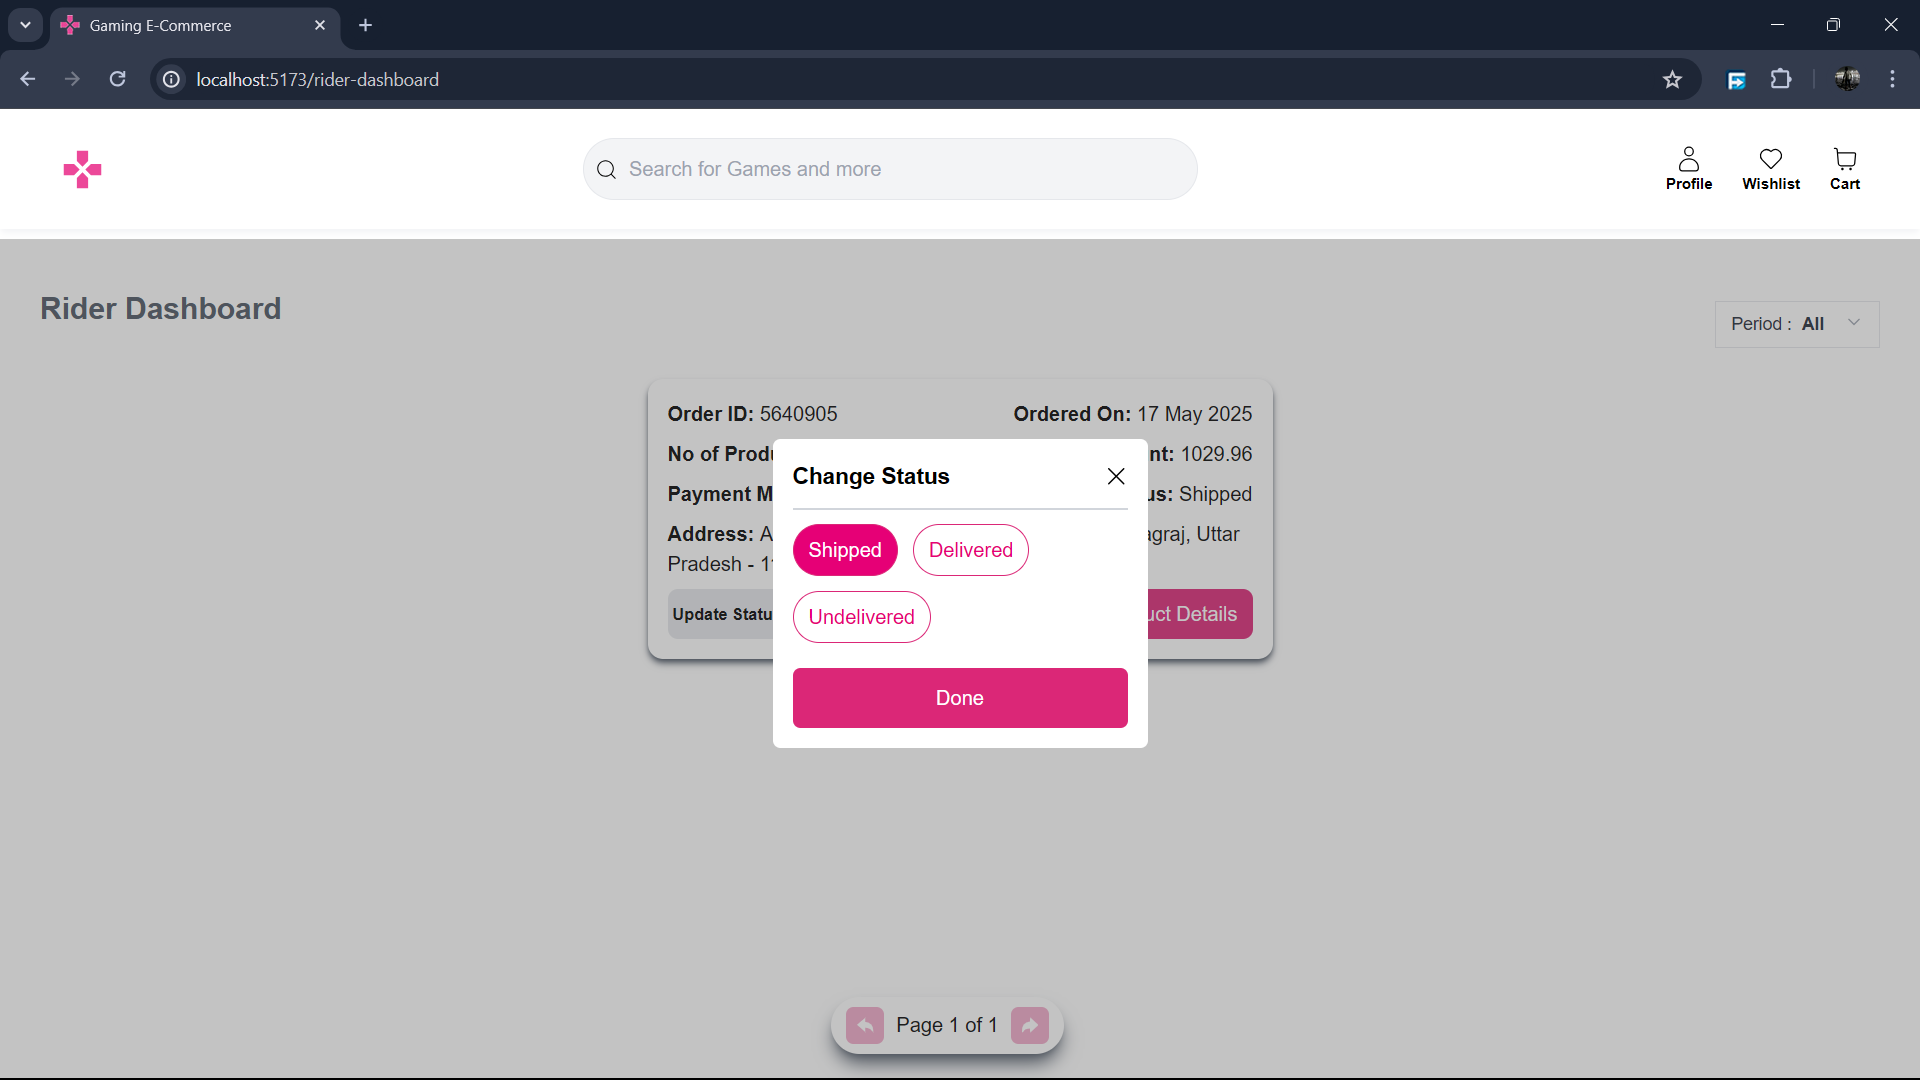 Gaming E-Commerce
localhost:5173/rider-dashboard
Search for Games and more
Profile
Wishlist
Cart
Rider Dashboard
Period : All
Order ID: 5640905
Ordered On: 17 May 2025
No of Produ
nt: 1029.96
Payment M
us: Shipped
Address: A
agraj, Uttar
Pradesh - 1
Update Statu
uct Details
Change Status
Shipped
Delivered
Undelivered
Done
Page 1 of 1